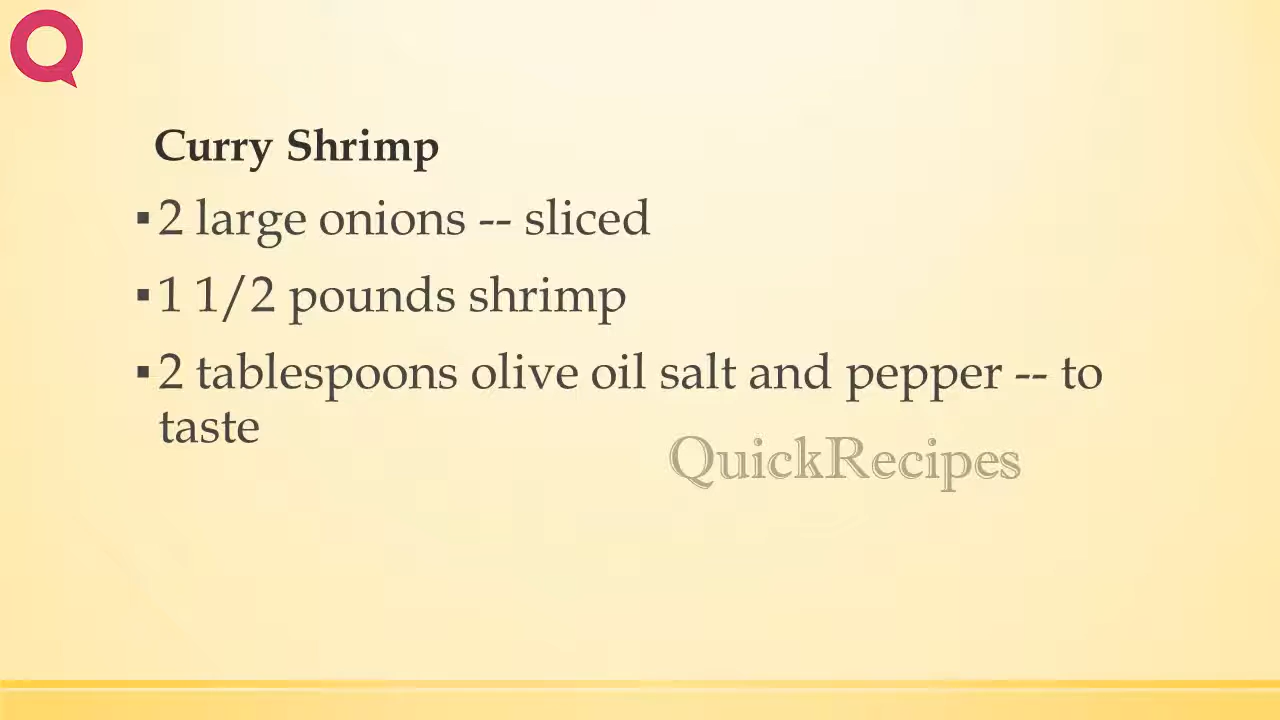 Curry Shrimp
▪2 large onions -- sliced
▪1 1/2 pounds shrimp
▪2 tablespoons olive oil salt and pepper -- to
taste
QuickRecipes